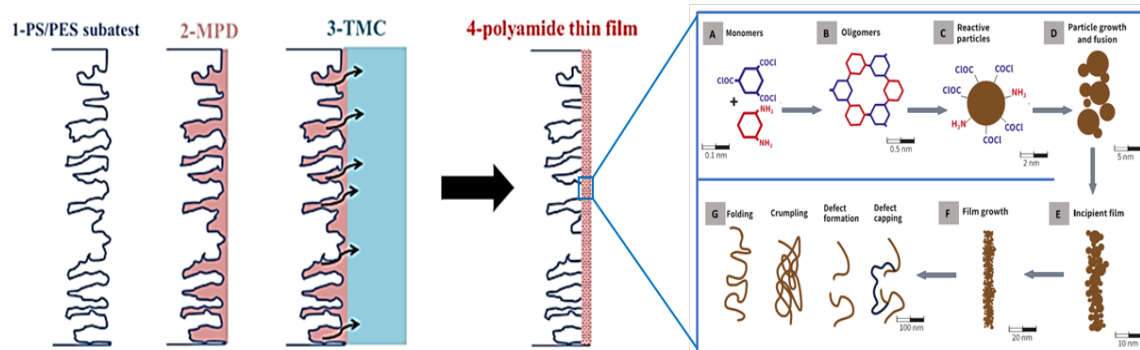 1-PS/PES subatest
2-MPD
3-TMC
4-polyamide thin film
A Monomers
COCl
ClOC
COCl
+
NH₂
NH₂
0.1 nm
B Oligomers
0.5 nm
C Reactive
particles
ClOC
COCl
ClOC
NH₂
H₂N
COCl
COCl
2 nm
D Particle growth
and fusion
5 nm
G Folding
Crumpling
Defect
formation
Defect
capping
100 nm
F Film growth
20 nm
E Incipient film
10 nm